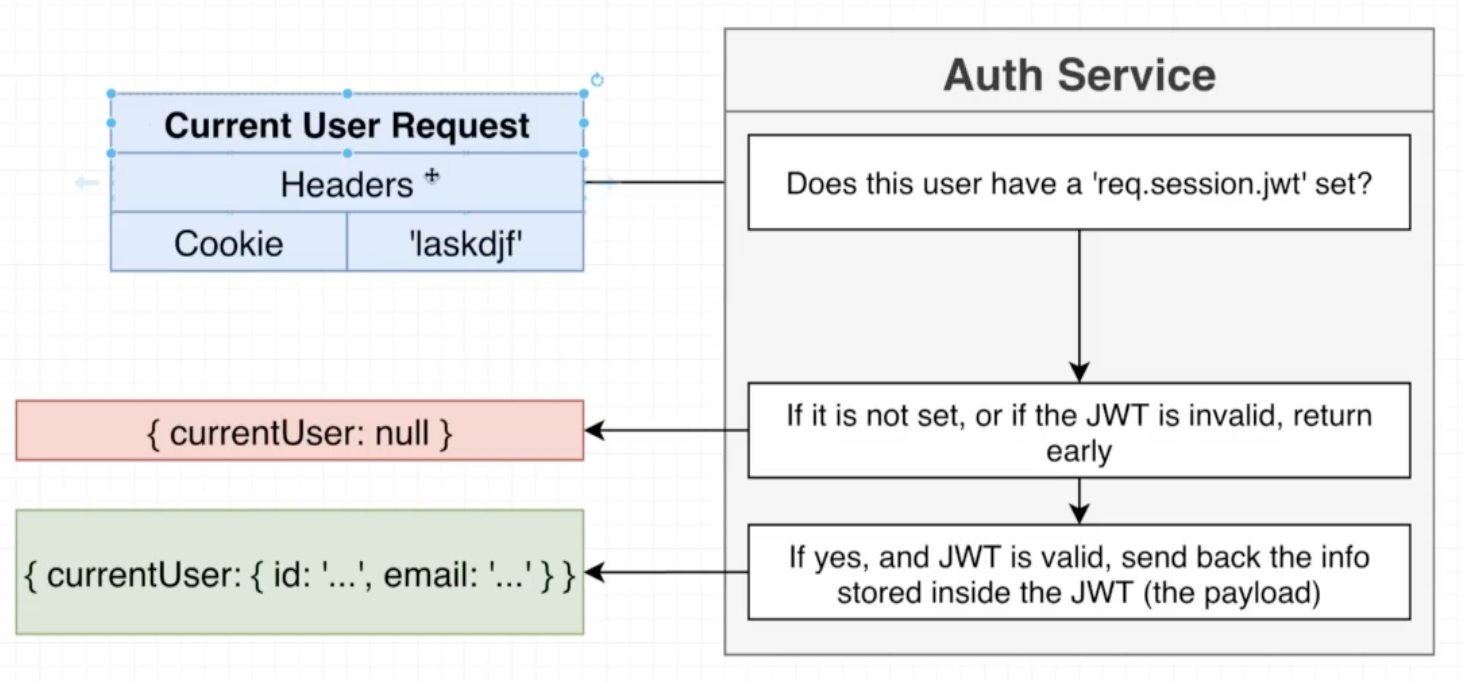 Auth Service
Current User Request
Headers
Cookie
'laskdjf'
Does this user have a 'req.session.jwt' set?
{ currentUser: null }
If it is not set, or if the JWT is invalid, return
early
{ currentUser: { id: '...', email: '...' } }
If yes, and JWT is valid, send back the info
stored inside the JWT (the payload)